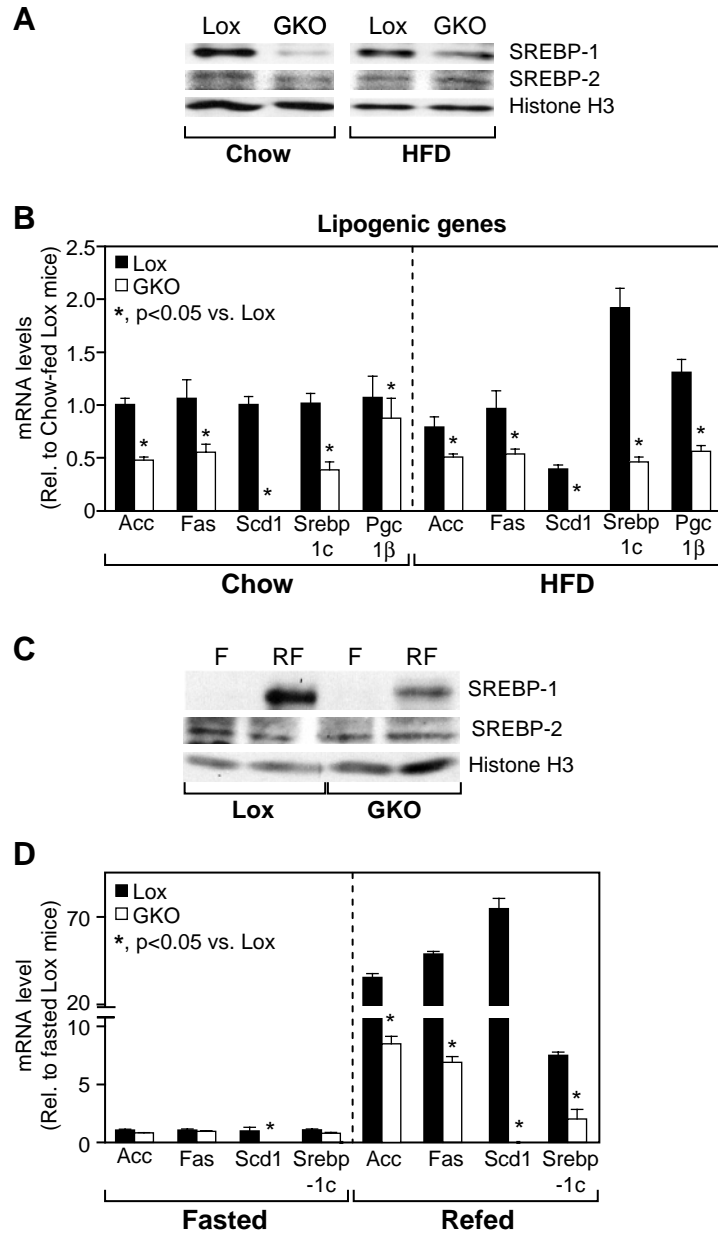 A
Lox GKO Lox GKO
SREBP-1
SREBP-2
Histone H3
Chow HFD
B
Lipogenic genes
mRNA levels
(Rel. to Chow-fed Lox mice)
2.5
2.0
1.5
1.0
0.5
0
Lox
GKO
*, p<0.05 vs. Lox
* * * * * * * * * *
Acc Fas Scd1 Srebp 1c Pgc 1β Acc Fas Scd1 Srebp 1c Pgc 1β
Chow HFD
C
F RF F RF
SREBP-1
SREBP-2
Histone H3
Lox GKO
D
mRNA level
(Rel. to fasted Lox mice)
70
20
10
5
0
Lox
GKO
*, p<0.05 vs. Lox
* * * * *
Acc Fas Scd1 Srebp -1c Acc Fas Scd1 Srebp -1c
Fasted Refed